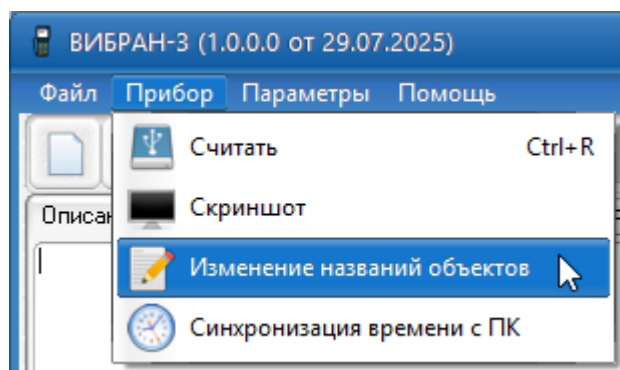 ВИБРАН-3 (1.0.0.0 от 29.07.2025)
Файл Прибор Параметры Помощь
Считать Ctrl+R
Скриншот
Изменение названий объектов
Синхронизация времени с ПК